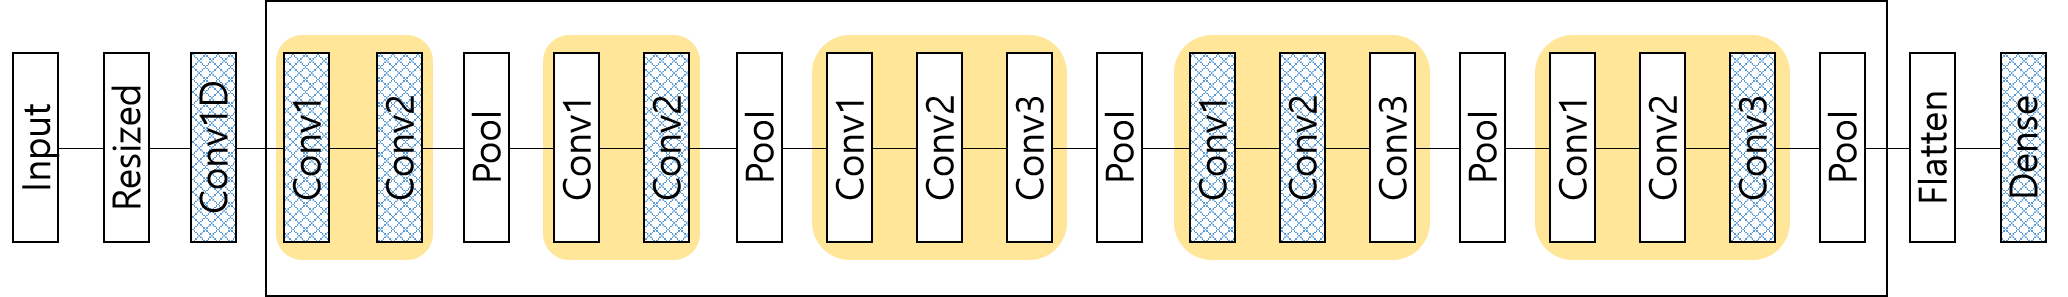 Input
Resized
Conv1D
Conv1
Conv2
Pool
Conv1
Conv2
Pool
Conv1
Conv2
Conv3
Pool
Conv1
Conv2
Conv3
Pool
Conv1
Conv2
Conv3
Pool
Flatten
Dense